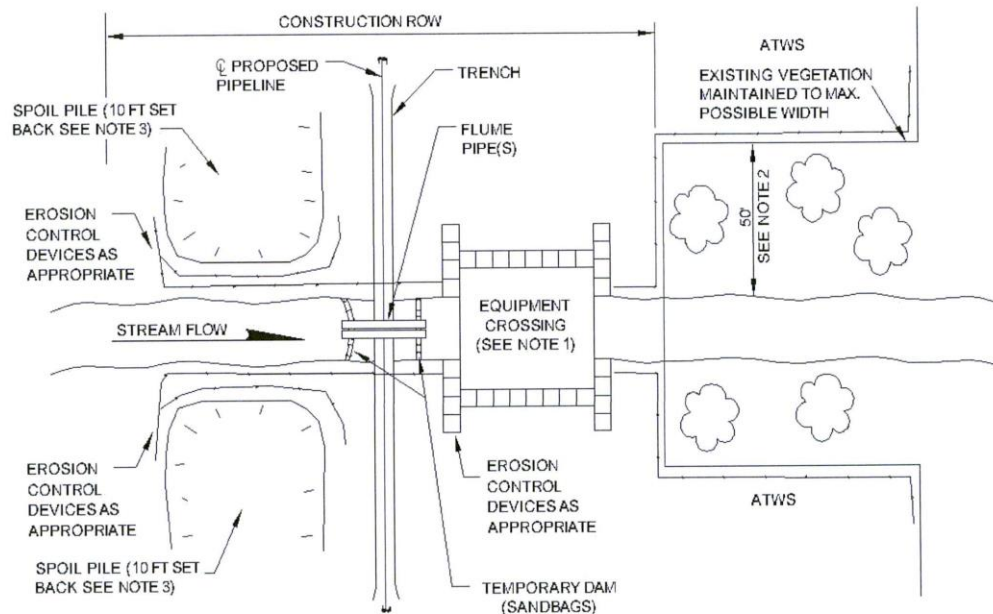 CONSTRUCTION ROW
ATWS
℄ PROPOSED
PIPELINE
TRENCH
EXISTING VEGETATION
MAINTAINED TO MAX.
POSSIBLE WIDTH
SPOIL PILE (10 FT SET
BACK SEE NOTE 3)
FLUME
PIPE(S)
50'
SEE NOTE 2
EROSION
CONTROL
DEVICES AS
APPROPRIATE
EQUIPMENT
CROSSING
(SEE NOTE 1)
STREAM FLOW
EROSION
CONTROL
DEVICES AS
APPROPRIATE
EROSION
CONTROL
DEVICES AS
APPROPRIATE
ATWS
SPOIL PILE (10 FT SET
BACK SEE NOTE 3)
TEMPORARY DAM
(SANDBAGS)